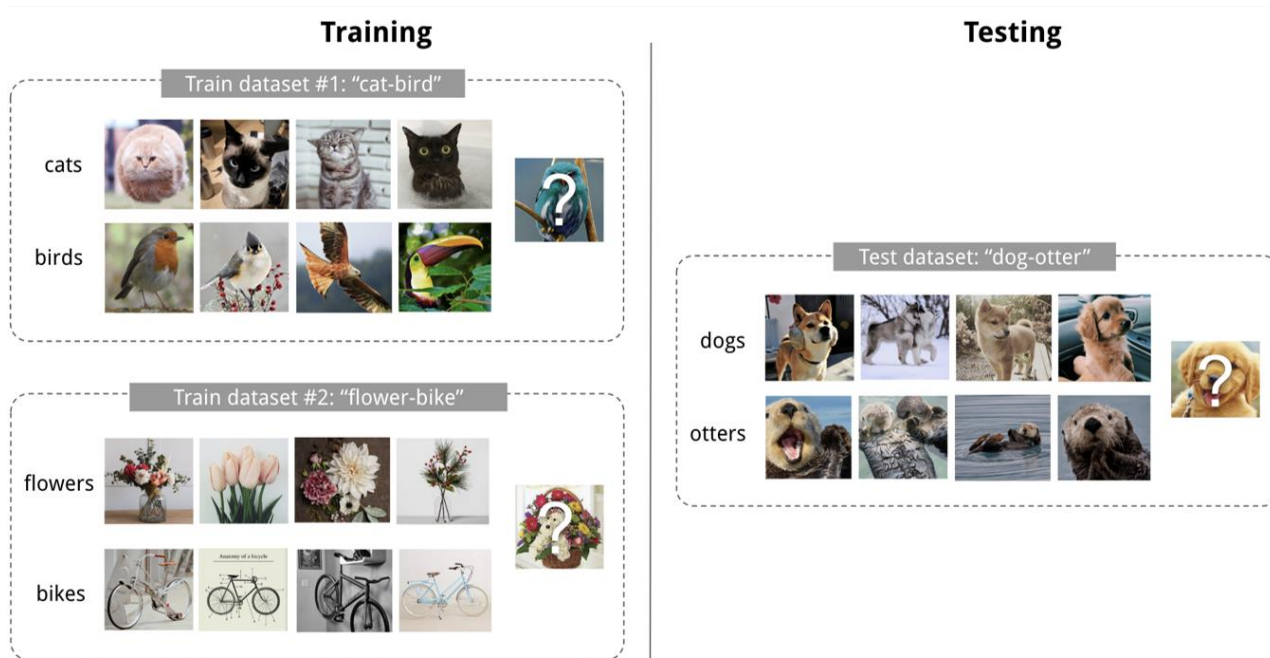 Training
Train dataset #1: “cat-bird”
cats
?
birds
Train dataset #2: “flower-bike”
flowers
?
Anatomy of a bicycle
bikes
Testing
Test dataset: “dog-otter”
dogs
?
otters